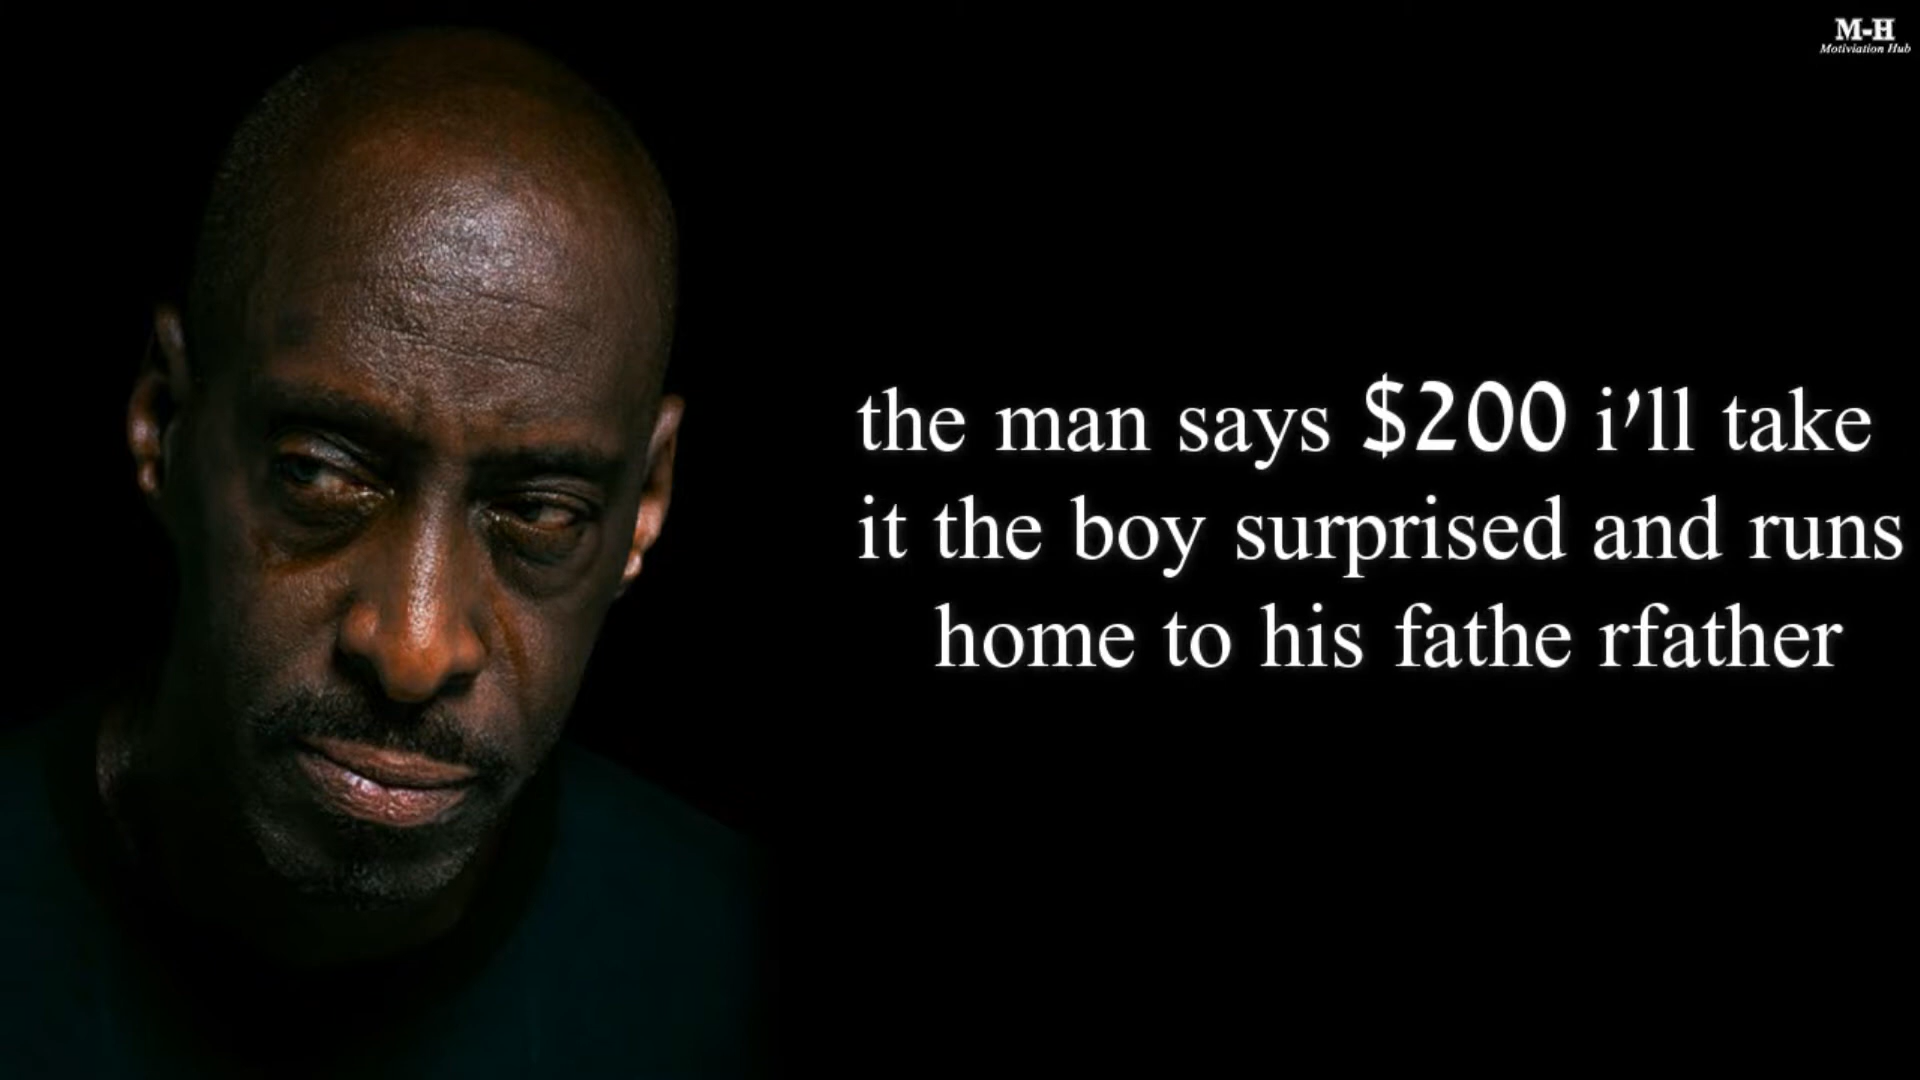 M-H
Motiviation Hub
the man says $200 i'll take
it the boy surprised and runs
home to his fathe rfather